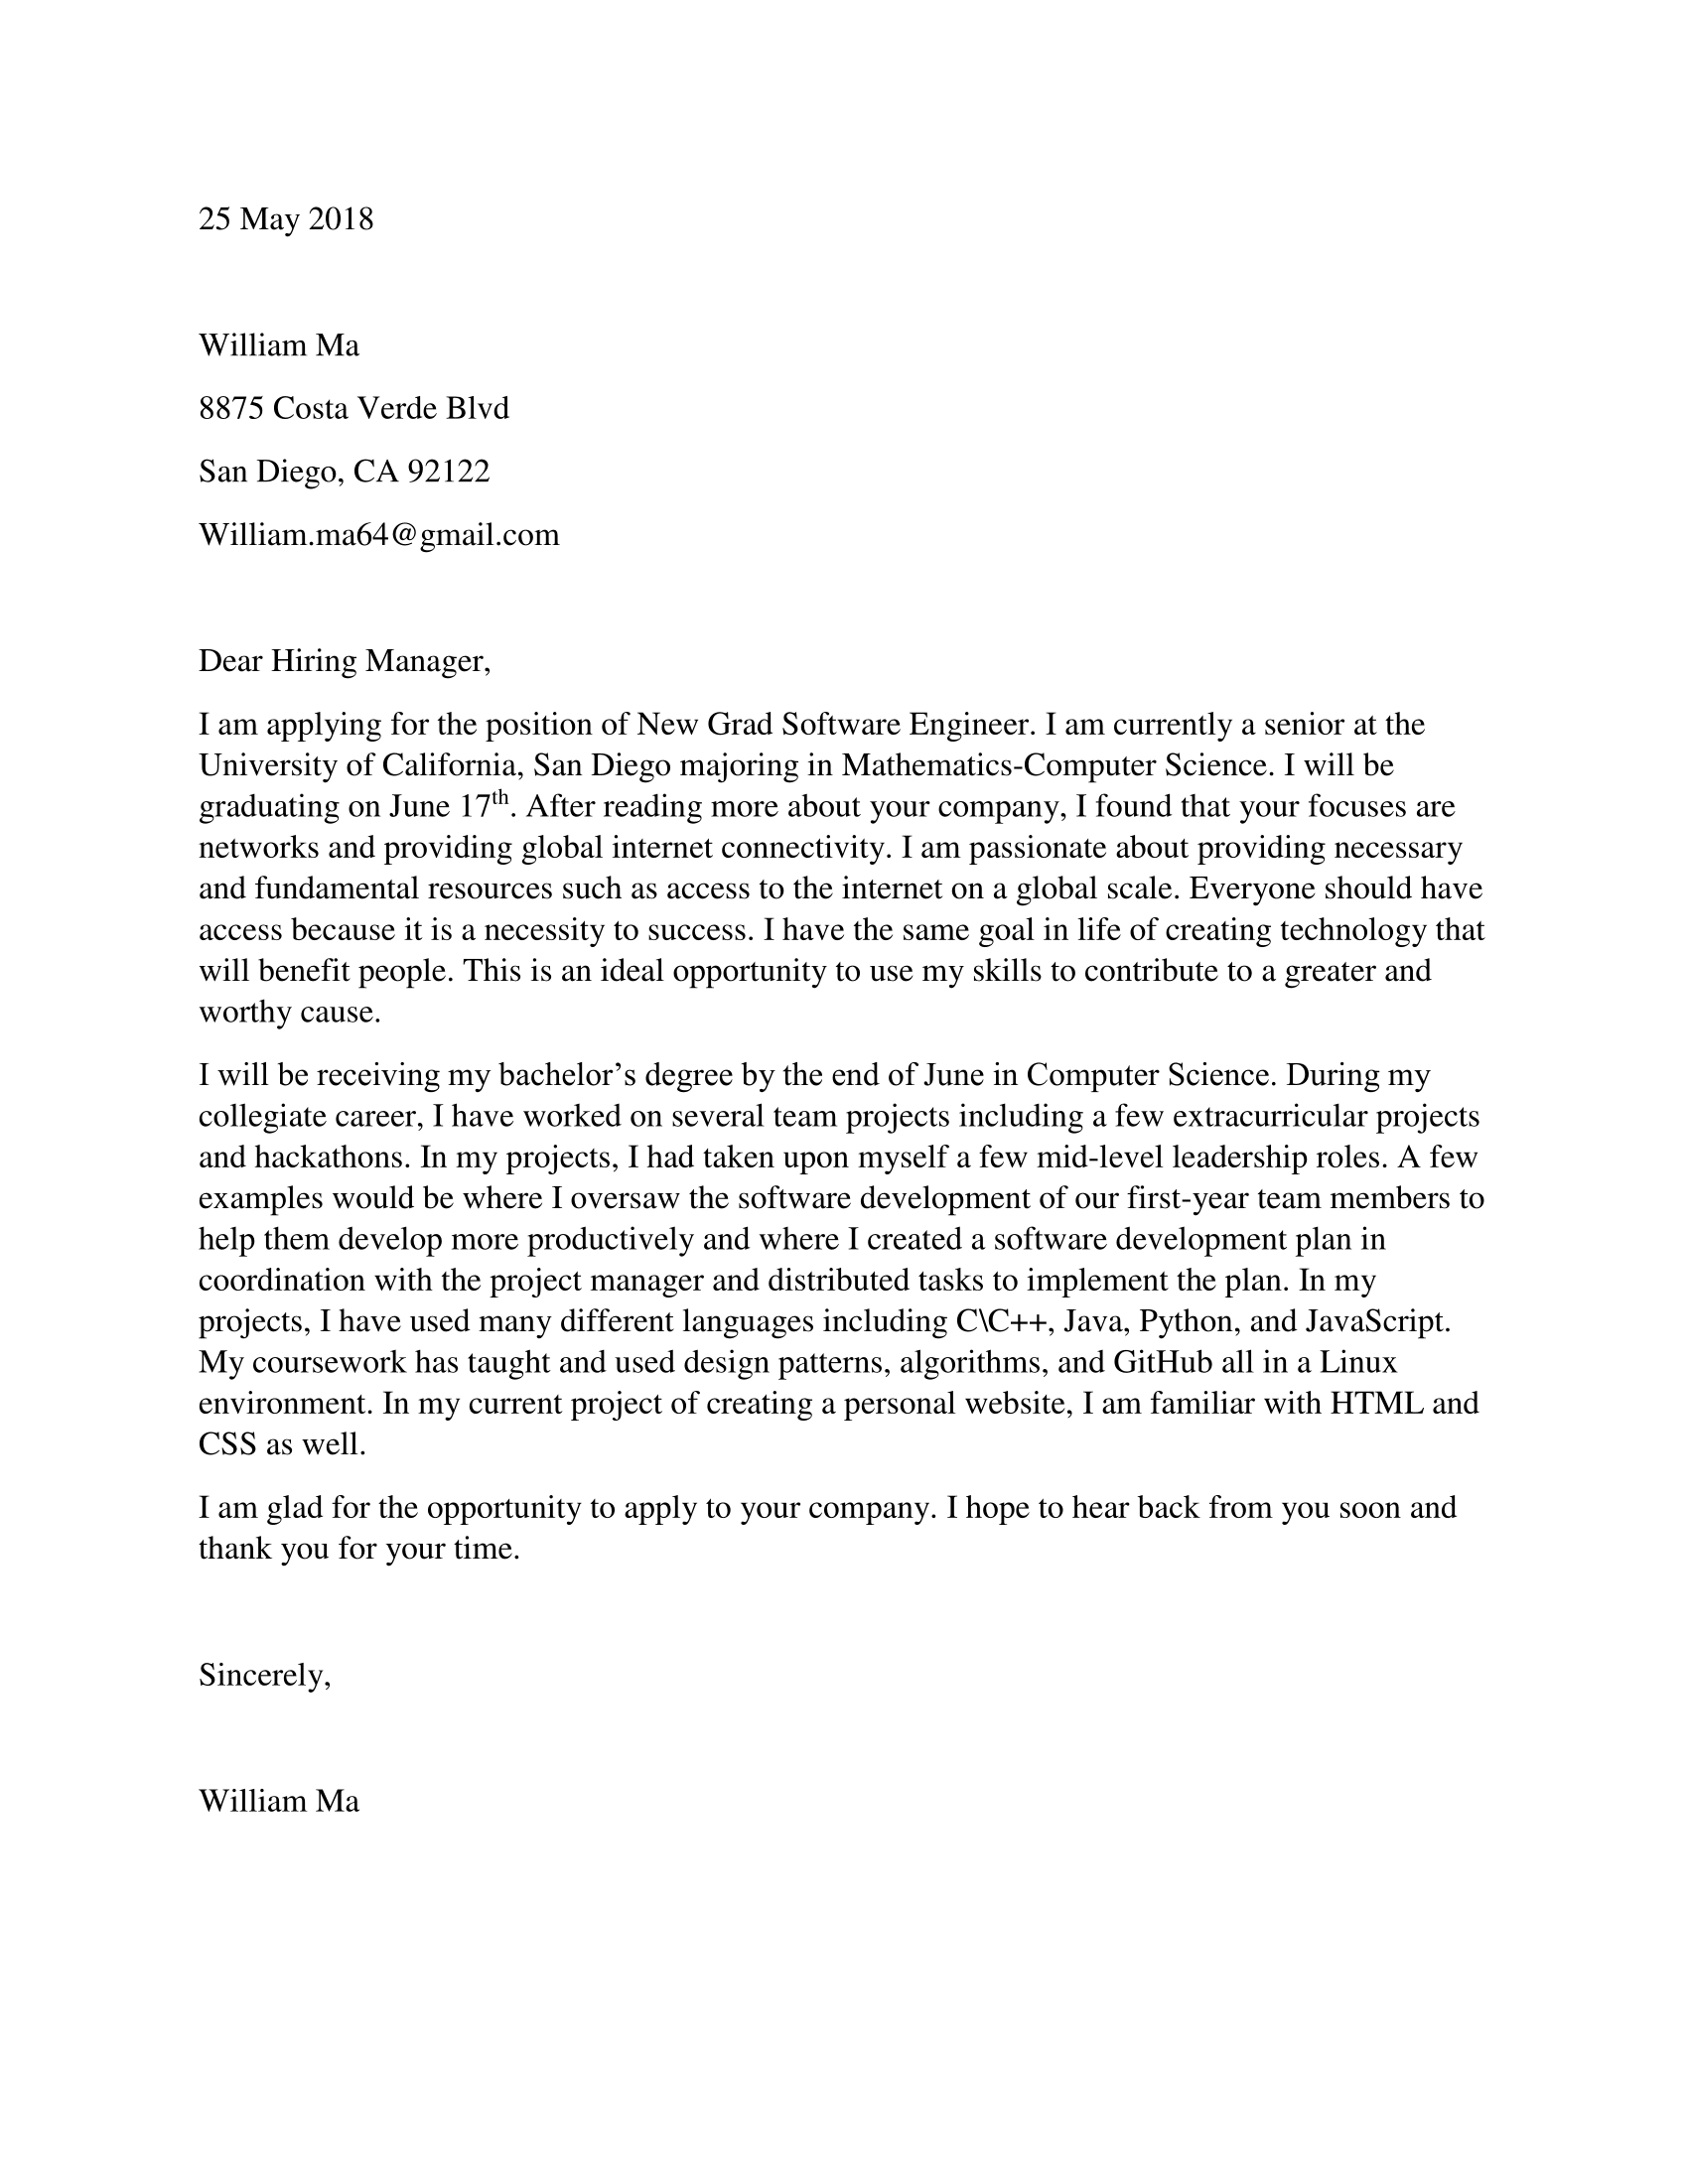 25 May 2018
William Ma
8875 Costa Verde Blvd
San Diego, CA 92122
William.ma64@gmail.com
Dear Hiring Manager,
I am applying for the position of New Grad Software Engineer. I am currently a senior at the
University of California, San Diego majoring in Mathematics-Computer Science. I will be
graduating on June 17th. After reading more about your company, I found that your focuses are
networks and providing global internet connectivity. I am passionate about providing necessary
and fundamental resources such as access to the internet on a global scale. Everyone should have
access because it is a necessity to success. I have the same goal in life of creating technology that
will benefit people. This is an ideal opportunity to use my skills to contribute to a greater and
worthy cause.
I will be receiving my bachelor’s degree by the end of June in Computer Science. During my
collegiate career, I have worked on several team projects including a few extracurricular projects
and hackathons. In my projects, I had taken upon myself a few mid-level leadership roles. A few
examples would be where I oversaw the software development of our first-year team members to
help them develop more productively and where I created a software development plan in
coordination with the project manager and distributed tasks to implement the plan. In my
projects, I have used many different languages including C\C++, Java, Python, and JavaScript.
My coursework has taught and used design patterns, algorithms, and GitHub all in a Linux
environment. In my current project of creating a personal website, I am familiar with HTML and
CSS as well.
I am glad for the opportunity to apply to your company. I hope to hear back from you soon and
thank you for your time.
Sincerely,
William Ma